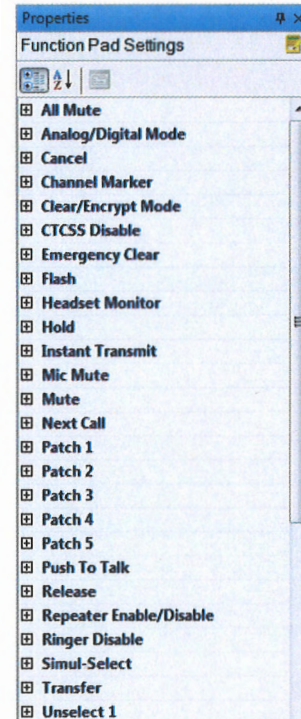 Properties
Function Pad Settings
All Mute
Analog/Digital Mode
Cancel
Channel Marker
Clear/Encrypt Mode
CTCSS Disable
Emergency Clear
Flash
Headset Monitor
Hold
Instant Transmit
Mic Mute
Mute
Next Call
Patch 1
Patch 2
Patch 3
Patch 4
Patch 5
Push To Talk
Release
Repeater Enable/Disable
Ringer Disable
Simul-Select
Transfer
Unselect 1